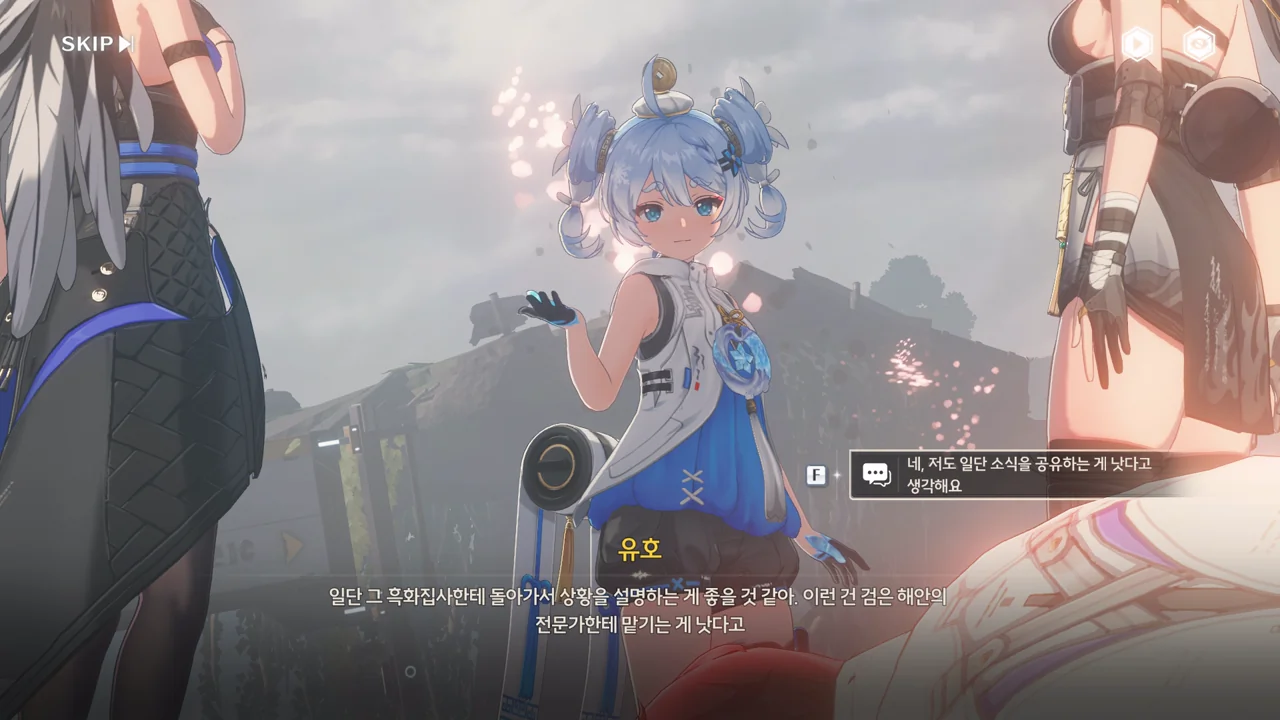 SKIP
F
네, 저도 일단 소식을 공유하는 게 낫다고
생각해요
유호
일단 그 흑화집사한테 돌아가서 상황을 설명하는 게 좋을 것 같아. 이런 건 검은 해안의
전문가한테 맡기는 게 낫다고